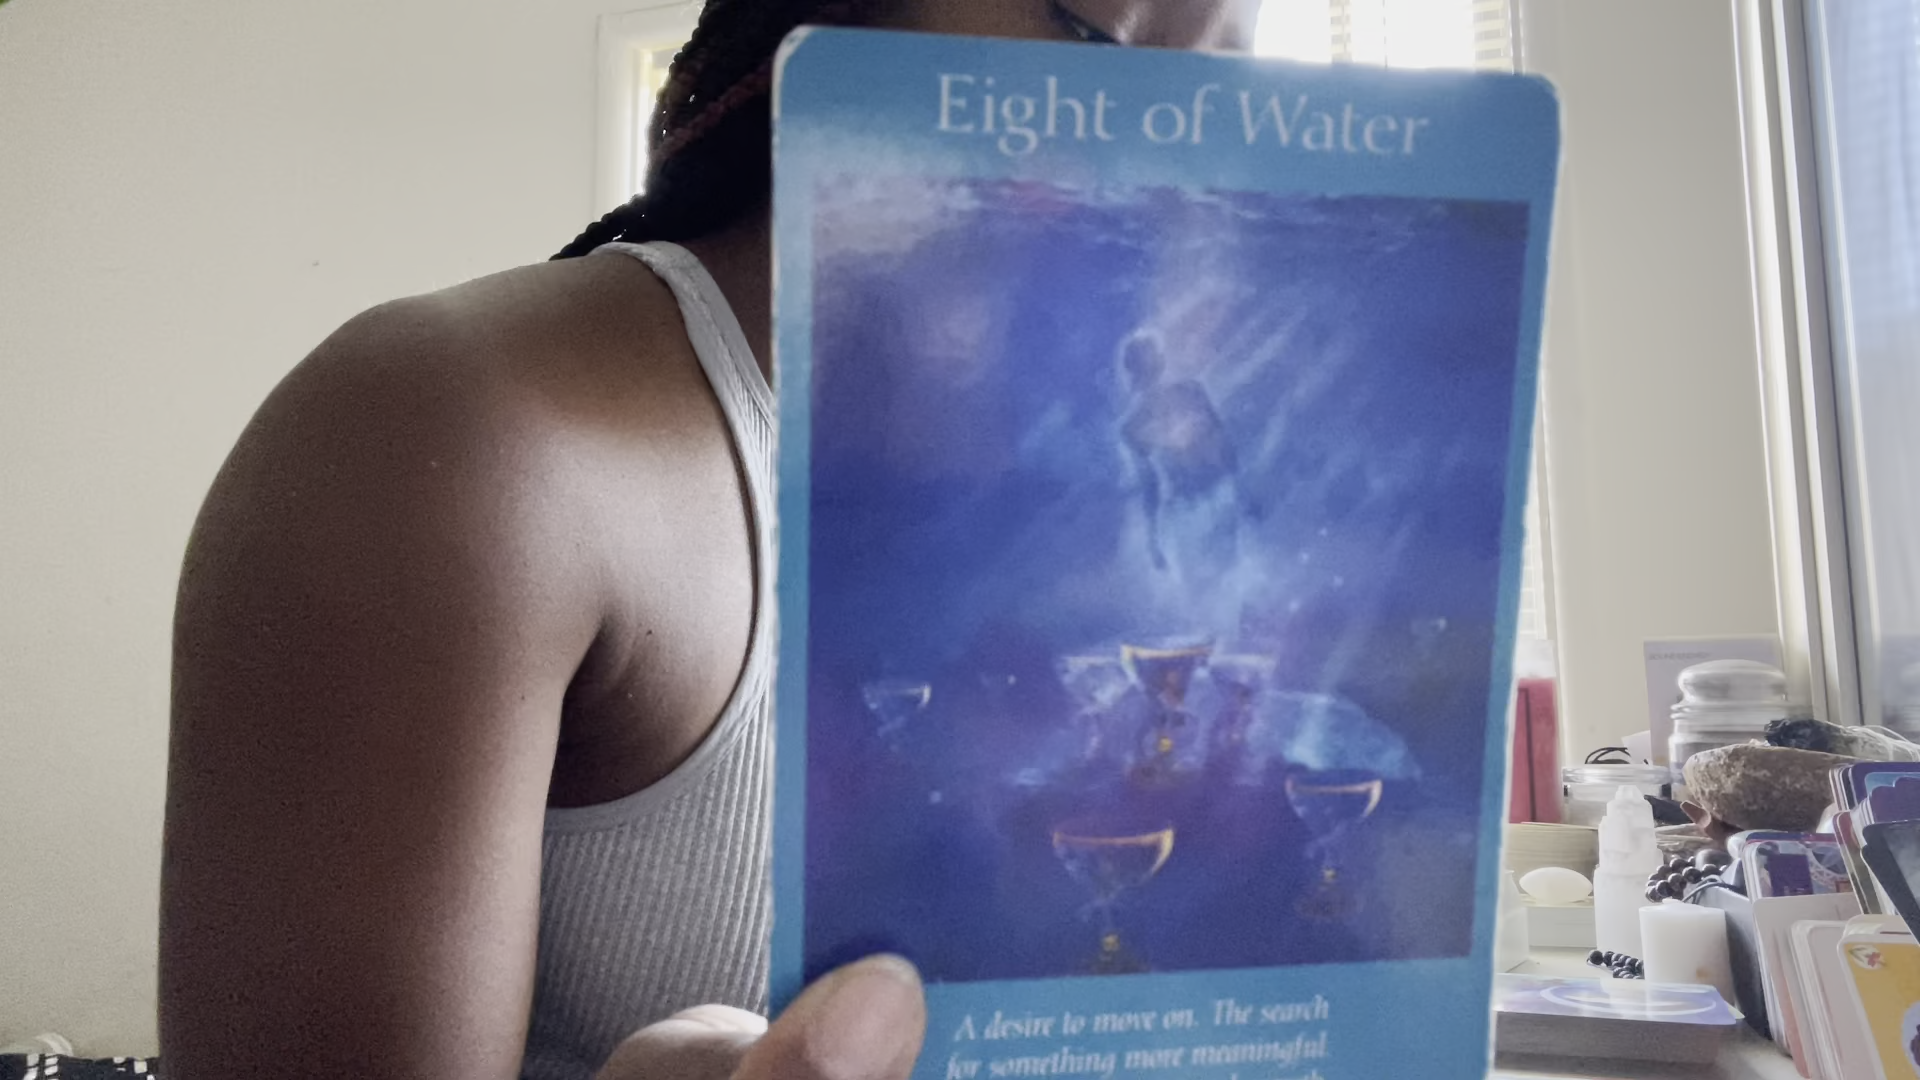 Eight of Water
A desire to move on. The search
for something more meaningful.